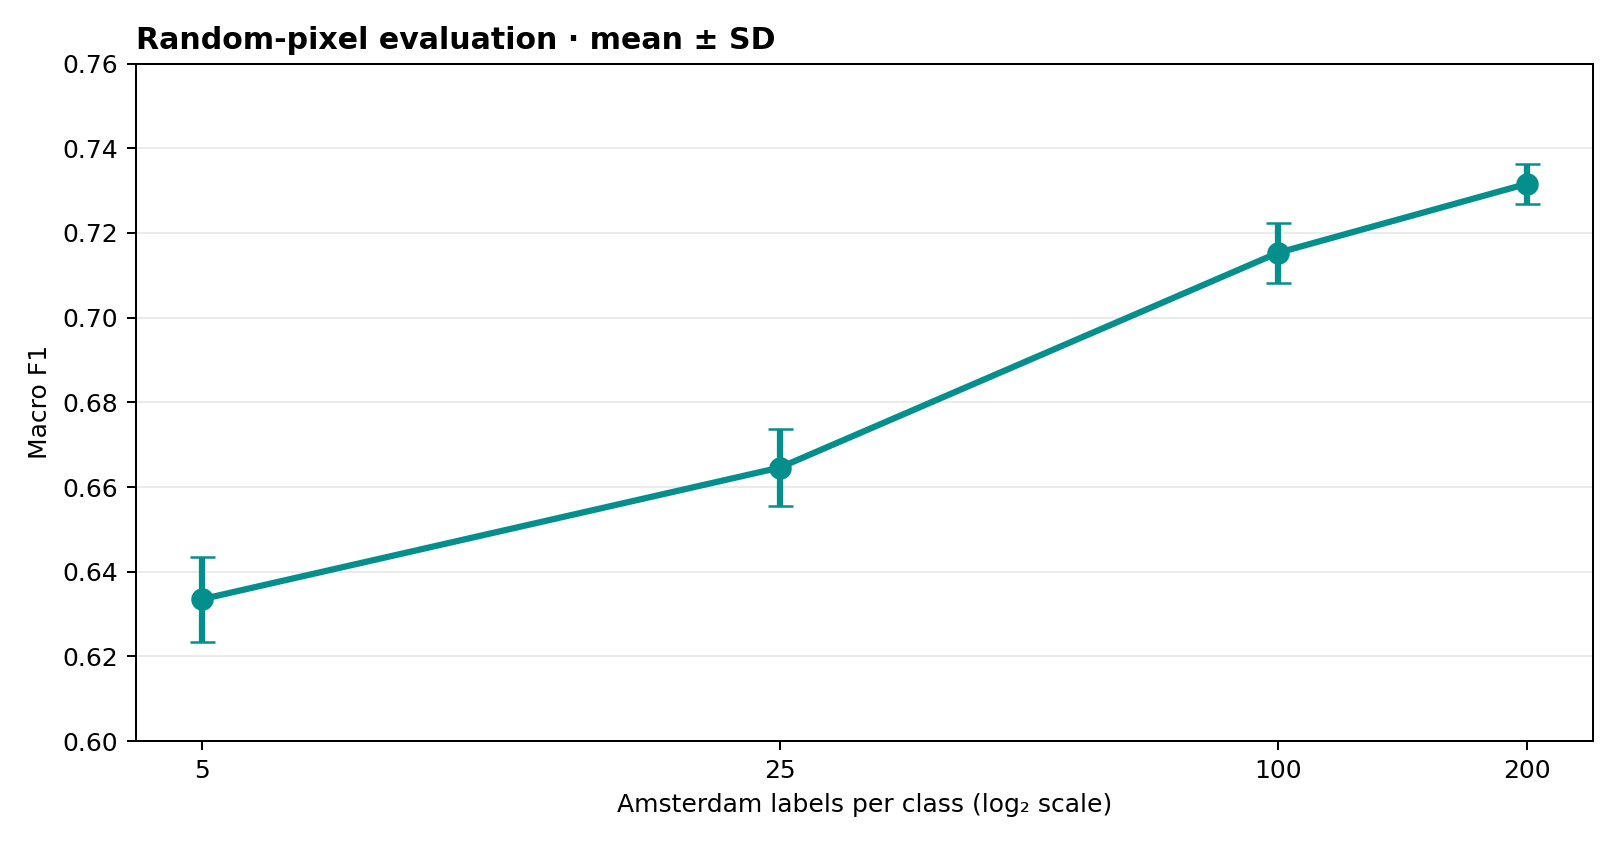 Random-pixel evaluation · mean ± SD
0.76
0.74
0.72
0.70
0.68
0.66
0.64
0.62
0.60
Macro F1
5 25 100 200
Amsterdam labels per class (log₂ scale)